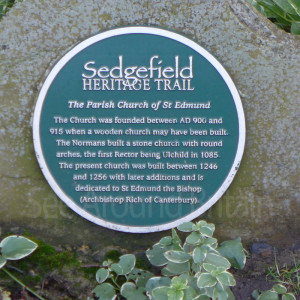 Sedgefield
HERITAGE TRAIL
The Parish Church of St Edmund
The Church was founded between AD 900 and
915 when a wooden church may have been built.
The Normans built a stone church with round
arches, the first Rector being Ulchild in 1085
The present church was built between 1246
and 1256 with later additions and is
dedicated to St Edmund the Bishop
(Archbishop Rich of Canterbury).